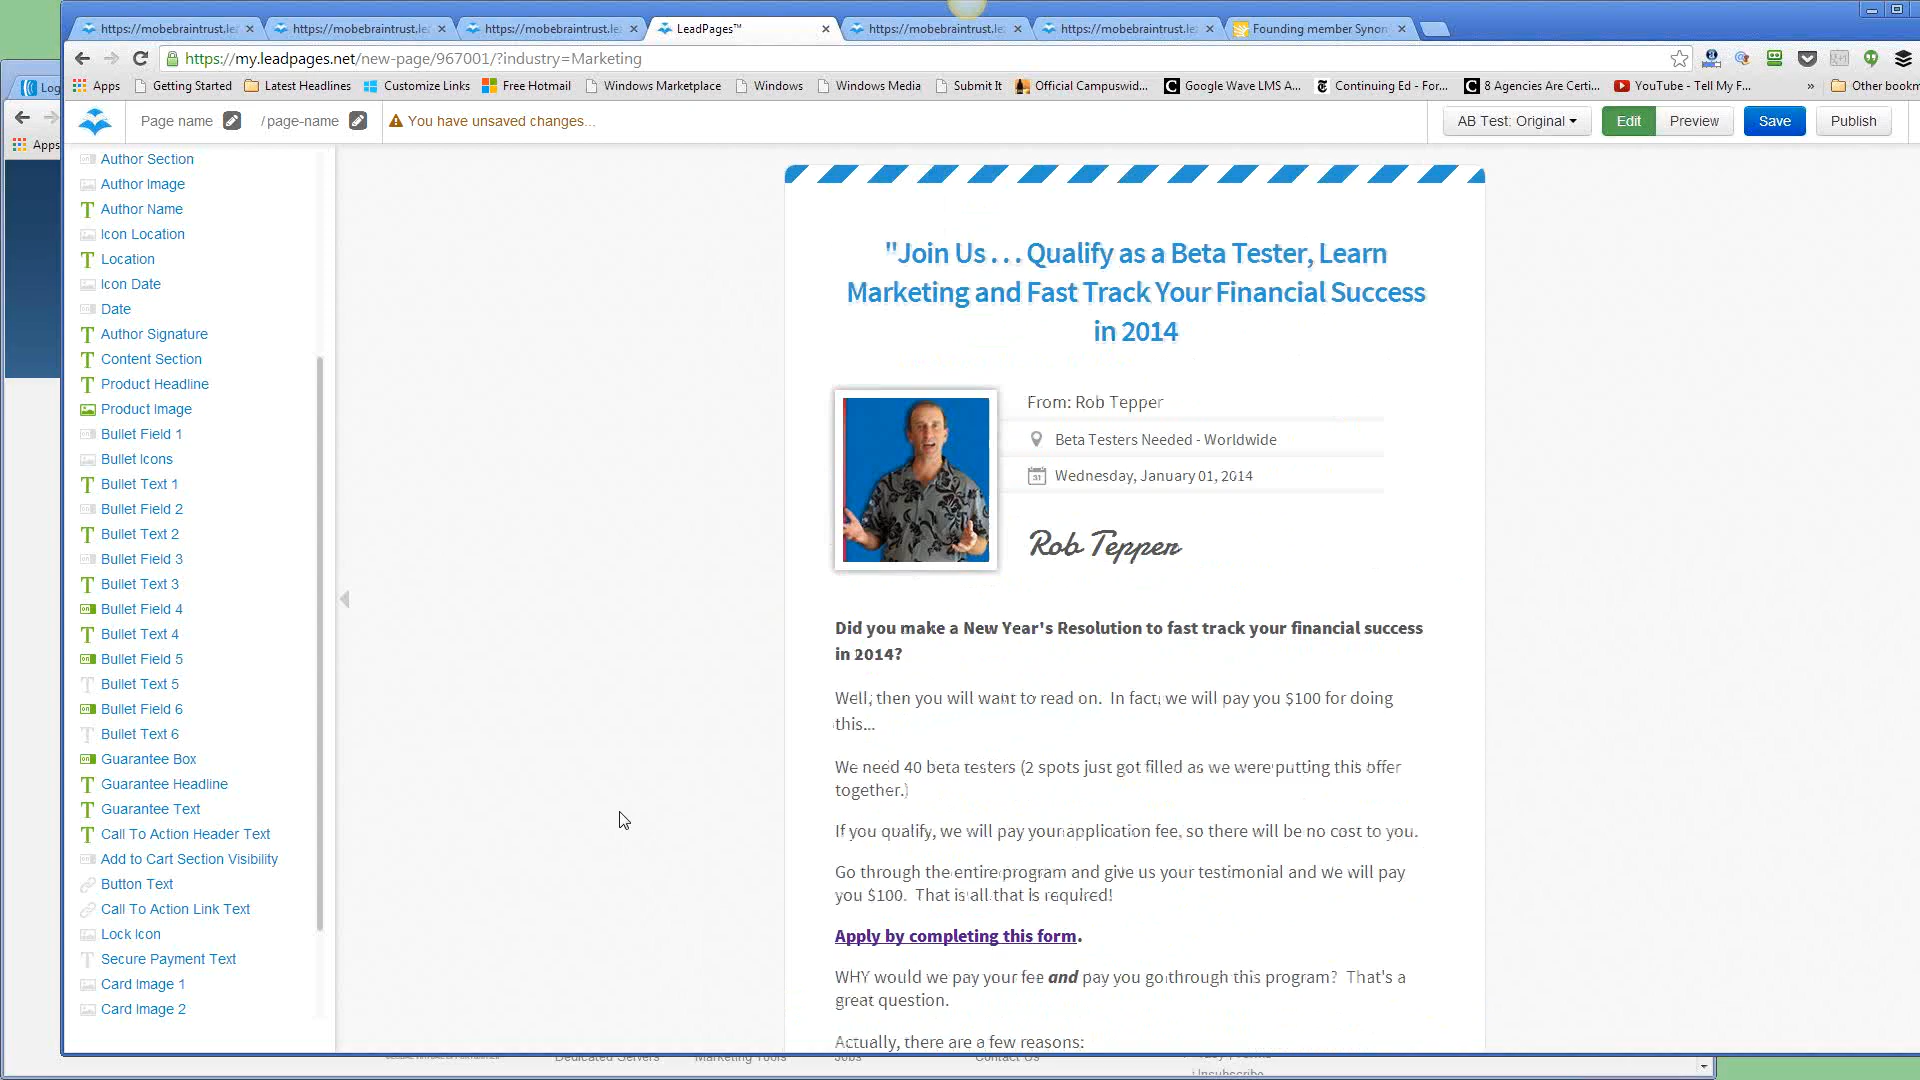 https://mobebraintrust.le
https://mobebraintrust.le
https://mobebraintrust.le
LeadPages™
https://mobebraintrust.le
https://mobebraintrust.le
Founding member Synon
https://my.leadpages.net/new-page/967001/?industry=Marketing
Apps
Getting Started
Latest Headlines
Customize Links
Free Hotmail
Windows Marketplace
Windows
Windows Media
Submit It
Official Campuswid...
Google Wave LMS A...
Continuing Ed - For...
8 Agencies Are Certi...
YouTube - Tell My F...
»
Other bookm
Log
Apps
Page name
/page-name
You have unsaved changes...
AB Test: Original
Edit
Preview
Save
Publish
Author Section
Author Image
Author Name
Icon Location
Location
Icon Date
Date
Author Signature
Content Section
Product Headline
Product Image
Bullet Field 1
Bullet Icons
Bullet Text 1
Bullet Field 2
Bullet Text 2
Bullet Field 3
Bullet Text 3
Bullet Field 4
Bullet Text 4
Bullet Field 5
Bullet Text 5
Bullet Field 6
Bullet Text 6
Guarantee Box
Guarantee Headline
Guarantee Text
Call To Action Header Text
Add to Cart Section Visibility
Button Text
Call To Action Link Text
Lock Icon
Secure Payment Text
Card Image 1
Card Image 2
"Join Us . . . Qualify as a Beta Tester, Learn
Marketing and Fast Track Your Financial Success
in 2014
From: Rob Tepper
Beta Testers Needed - Worldwide
31
Wednesday, January 01, 2014
Rob Tepper
Did you make a New Year's Resolution to fast track your financial success
in 2014?
Well, then you will want to read on. In fact, we will pay you $100 for doing
this...
We need 40 beta testers (2 spots just got filled as we were putting this offer
together.)
If you qualify, we will pay your application fee, so there will be no cost to you.
Go through the entire program and give us your testimonial and we will pay
you $100. That is all that is required!
Apply by completing this form.
WHY would we pay your fee and pay you go through this program? That's a
great question.
Actually, there are a few reasons:
Dedicated Servers
Marketing Tools
Jobs
Contact Us
Unsubscribe